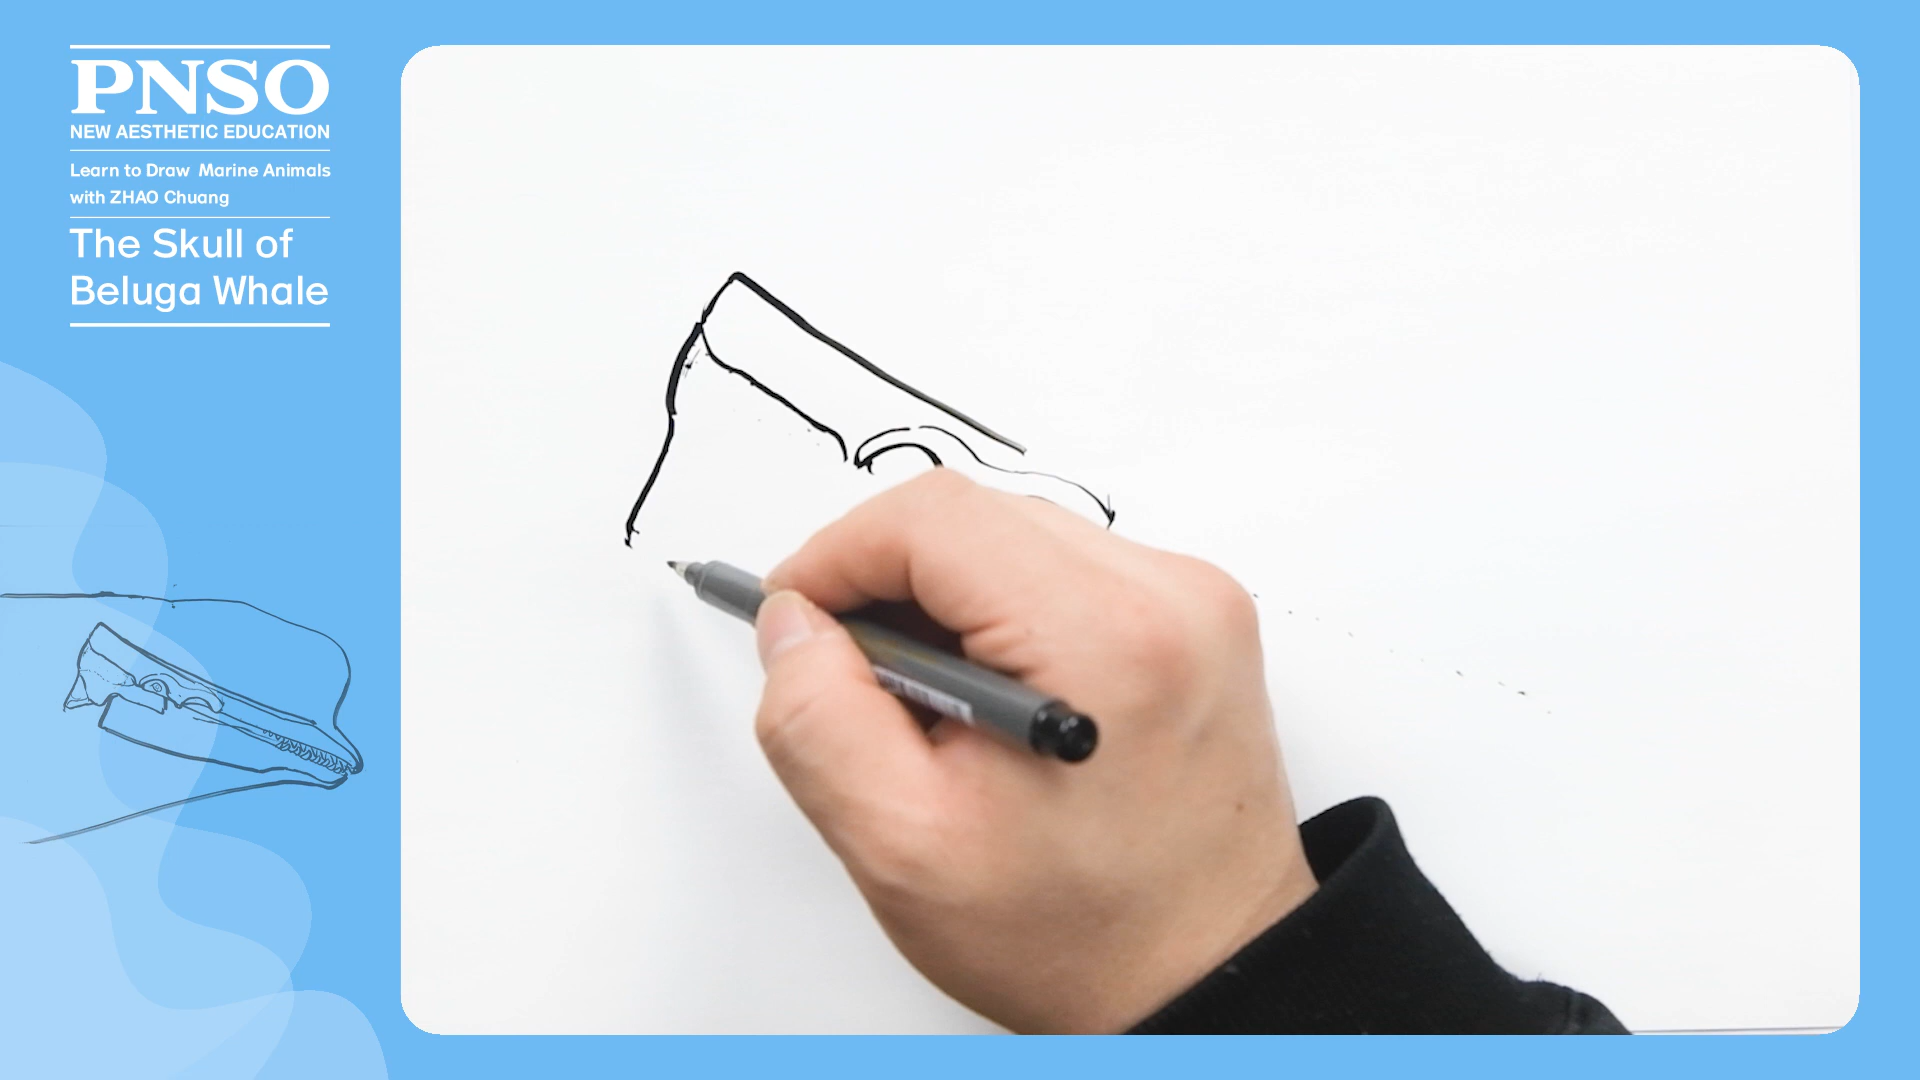 PNSO
NEW AESTHETIC EDUCATION
Learn to Draw Marine Animals
with ZHAO Chuang
The Skull of
Beluga Whale